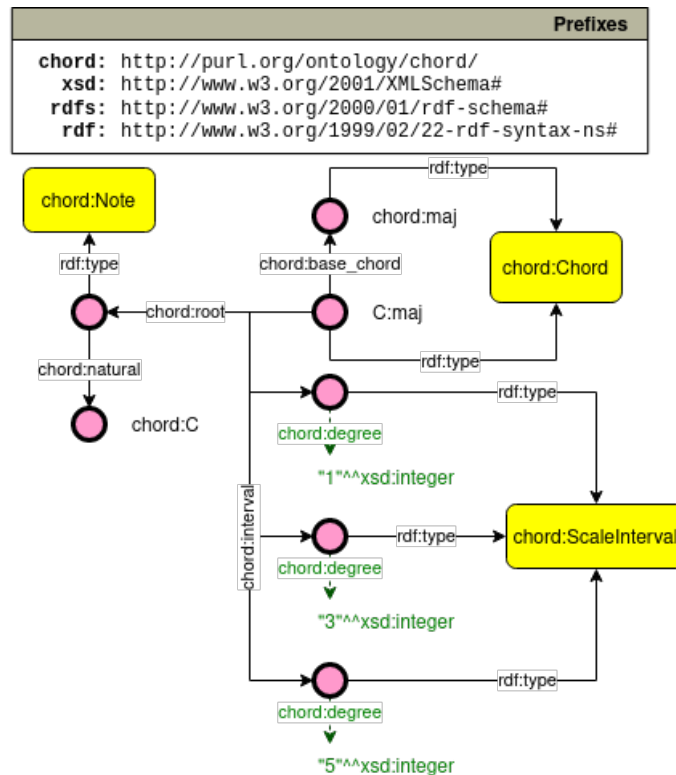 Prefixes
chord: http://purl.org/ontology/chord/
xsd: http://www.w3.org/2001/XMLSchema#
rdfs: http://www.w3.org/2000/01/rdf-schema#
rdf: http://www.w3.org/1999/02/22-rdf-syntax-ns#
rdf:type
chord:Note
chord:maj
rdf:type
chord:base_chord
chord:Chord
chord:root
C:maj
rdf:type
chord:natural
rdf:type
chord:C
chord:degree
"1"^^xsd:integer
chord:interval
rdf:type
chord:ScaleInterval
chord:degree
"3"^^xsd:integer
rdf:type
chord:degree
"5"^^xsd:integer